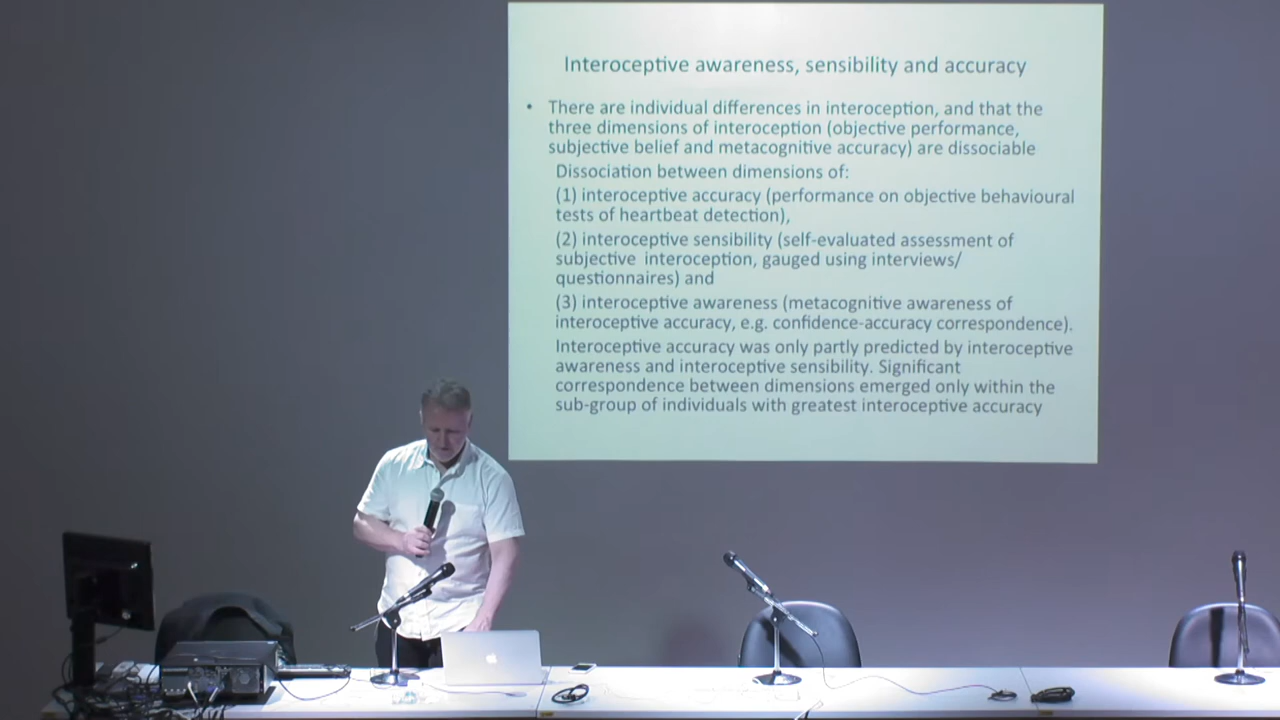 Interoceptive awareness, sensibility and accuracy
• There are individual differences in interoception, and that the
three dimensions of interoception (objective performance,
subjective belief and metacognitive accuracy) are dissociable
Dissociation between dimensions of:
(1) interoceptive accuracy (performance on objective behavioural
tests of heartbeat detection),
(2) interoceptive sensibility (self-evaluated assessment of
subjective interoception, gauged using interviews/
questionnaires) and
(3) interoceptive awareness (metacognitive awareness of
interoceptive accuracy, e.g. confidence-accuracy correspondence).
Interoceptive accuracy was only partly predicted by interoceptive
awareness and interoceptive sensibility. Significant
correspondence between dimensions emerged only within the
sub-group of individuals with greatest interoceptive accuracy